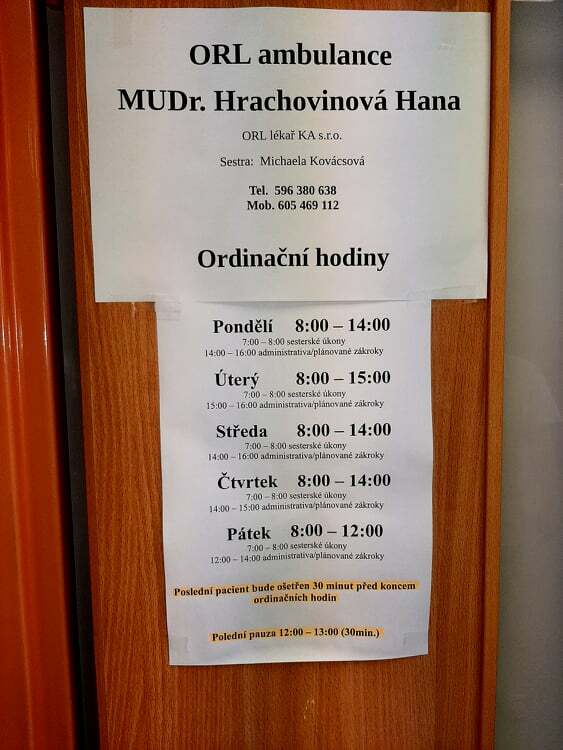 ORL ambulance
MUDr. Hrachovinová Hana
ORL lékař KA s.r.o.
Sestra: Michaela Kovácsová
Tel. 596 380 638
Mob. 605 469 112
Ordinační hodiny
Pondělí 8:00 – 14:00
7:00 – 8:00 sesterské úkony
14:00 – 16:00 administrativa/plánované zákroky
Úterý 8:00 – 15:00
7:00 – 8:00 sesterské úkony
15:00 – 16:00 administrativa/plánované zákroky
Středa 8:00 – 14:00
7:00 – 8:00 sesterské úkony
14:00 – 16:00 administrativa/plánované zákroky
Čtvrtek 8:00 – 14:00
7:00 – 8:00 sesterské úkony
14:00 – 15:00 administrativa/plánované zákroky
Pátek 8:00 – 12:00
7:00 – 8:00 sesterské úkony
12:00 – 14:00 administrativa/plánované zákroky
Poslední pacient bude ošetřen 30 minut před koncem
ordinačních hodin
Polední pauza 12:00 – 13:00 (30min.)